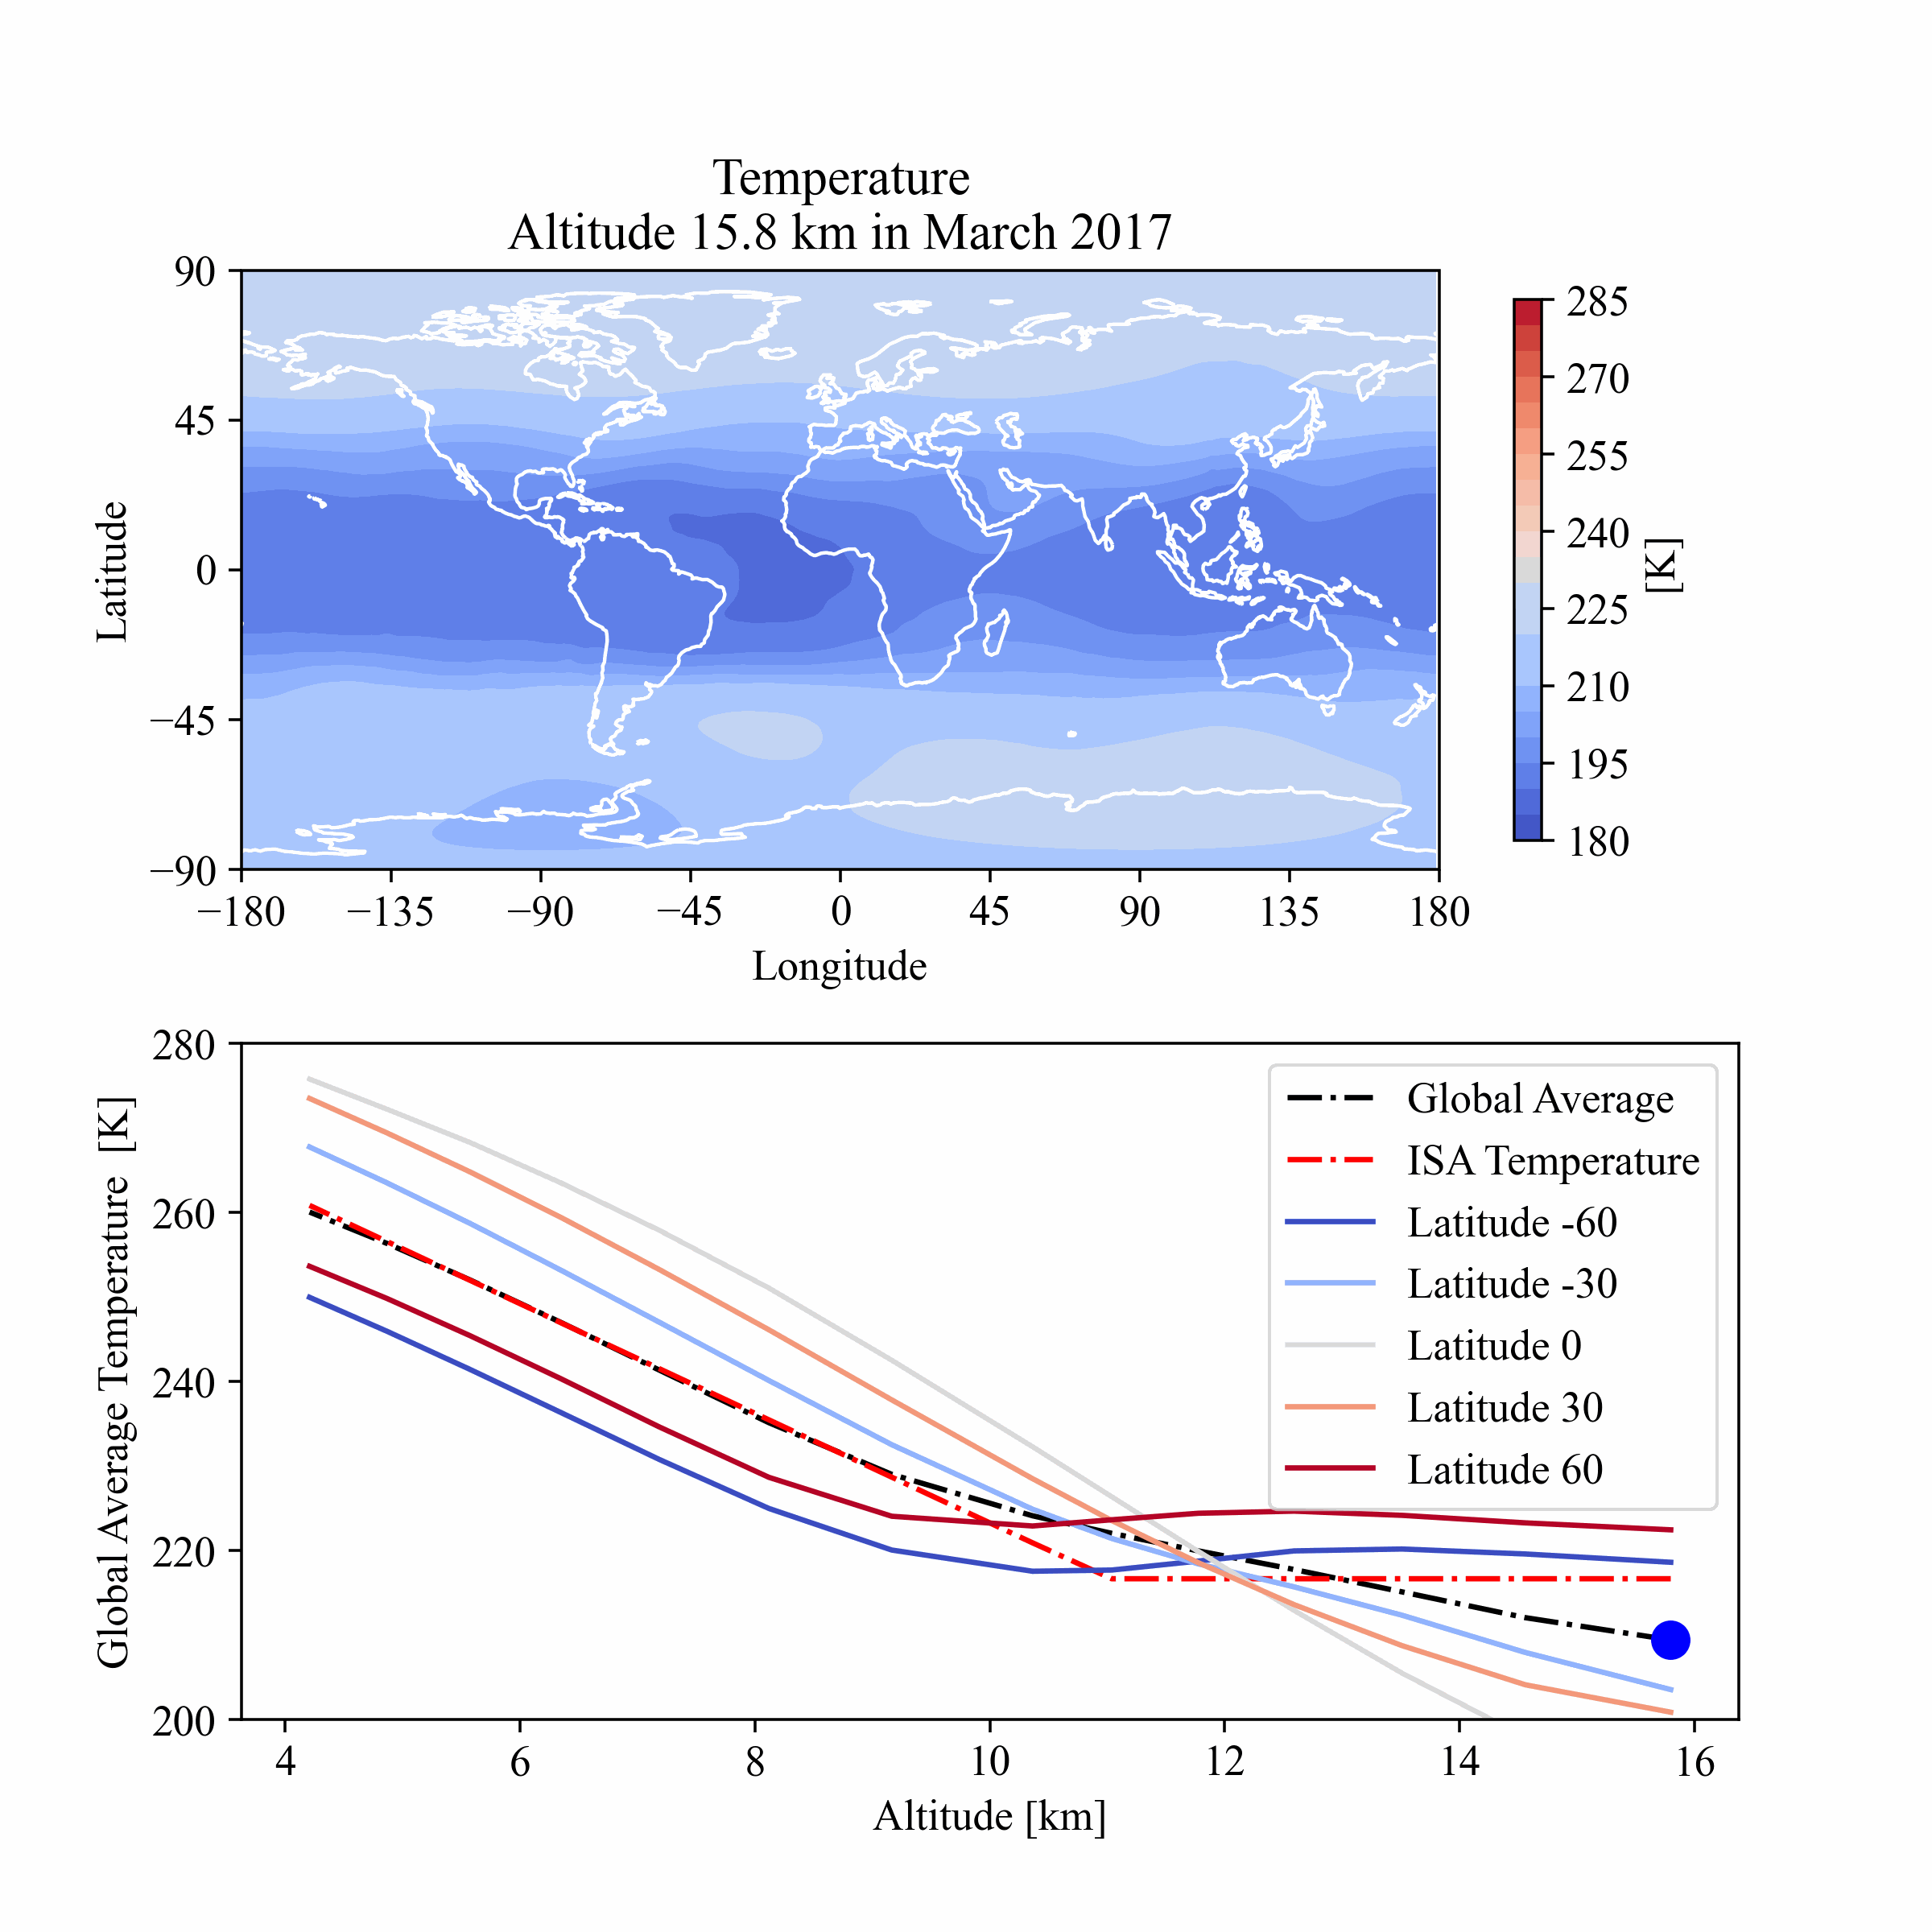 Temperature
Altitude 15.8 km in March 2017
90
45
0
−45
−90
Latitude
−180 −135 −90 −45 0 45 90 135 180
Longitude
285
270
255
240
225
210
195
180
[K]
280
260
240
220
200
Global Average Temperature [K]
Global Average
ISA Temperature
Latitude -60
Latitude -30
Latitude 0
Latitude 30
Latitude 60
4 6 8 10 12 14 16
Altitude [km]